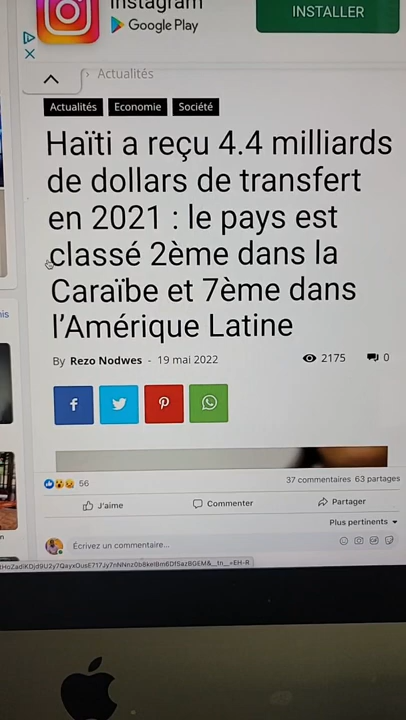 Instagram
Google Play
INSTALLER
Actualités
Actualités Economie Société
Haïti a reçu 4.4 milliards
de dollars de transfert
en 2021 : le pays est
classé 2ème dans la
Caraïbe et 7ème dans
l'Amérique Latine
By Rezo Nodwes - 19 mai 2022 2175 0
56 37 commentaires 63 partages
J'aime Commenter Partager
Plus pertinents
Écrivez un commentaire...